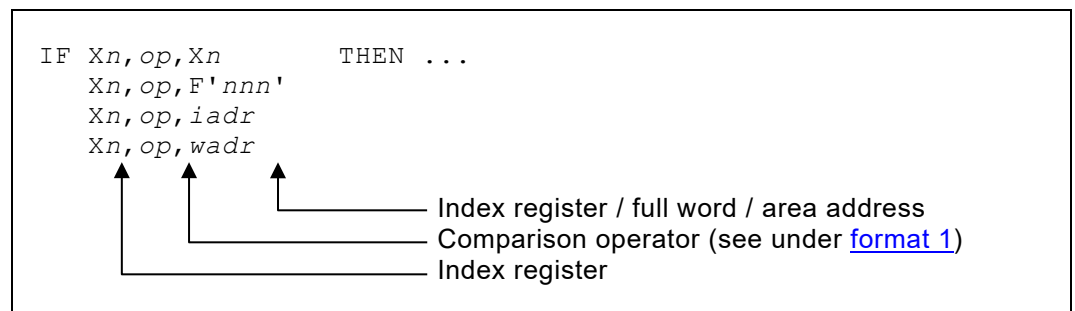 IF Xn,op,Xn THEN ...
Xn,op,F'nnn'
Xn,op,iadr
Xn,op,wadr
Index register / full word / area address
Comparison operator (see under format 1)
Index register